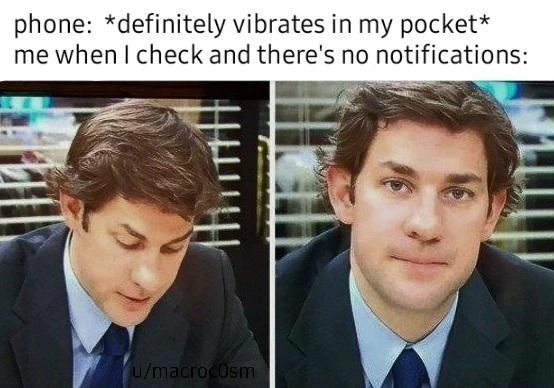 phone:  *definitely vibrates in my pocket*
me when I check and there's no notifications:
u/macroc0sm